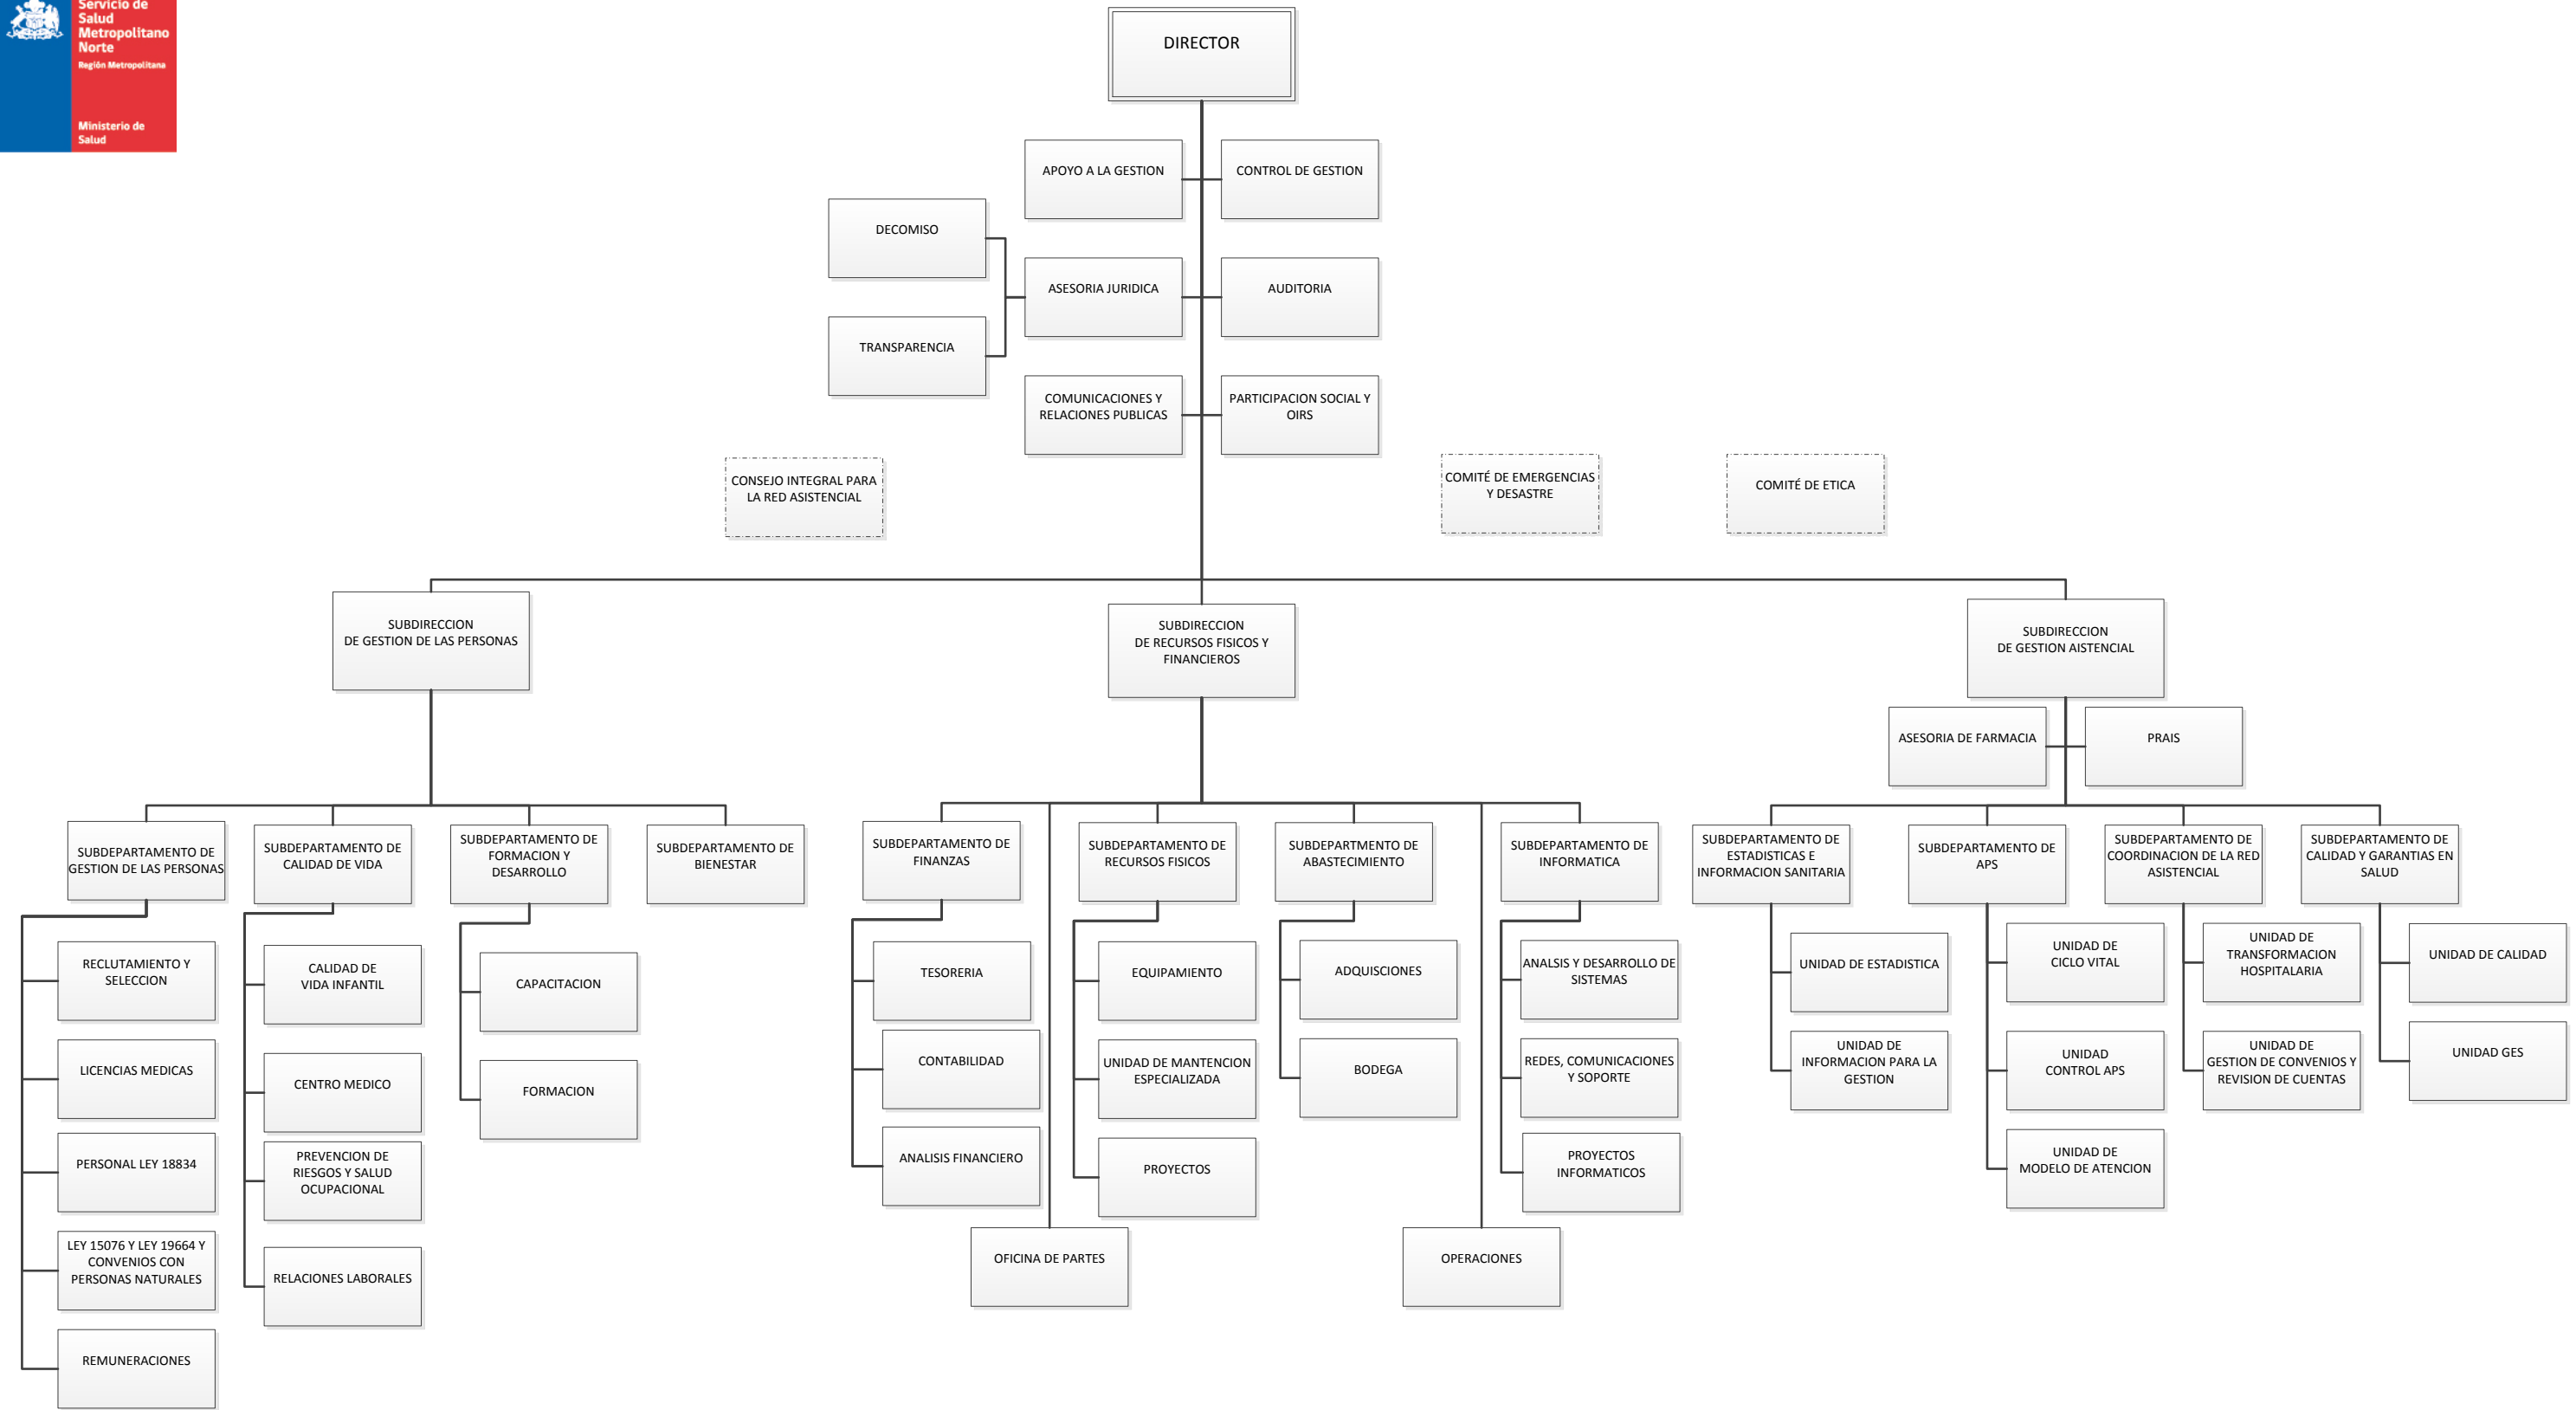 Servicio de
Salud
Metropolitano
Norte
Región Metropolitana
Ministerio de
Salud
DIRECTOR
APOYO A LA GESTION
CONTROL DE GESTION
DECOMISO
ASESORIA JURIDICA
AUDITORIA
TRANSPARENCIA
COMUNICACIONES Y
RELACIONES PUBLICAS
PARTICIPACION SOCIAL Y
OIRS
CONSEJO INTEGRAL PARA
LA RED ASISTENCIAL
COMITÉ DE EMERGENCIAS
Y DESASTRE
COMITÉ DE ETICA
SUBDIRECCION
DE GESTION DE LAS PERSONAS
SUBDIRECCION
DE RECURSOS FISICOS Y
FINANCIEROS
SUBDIRECCION
DE GESTION AISTENCIAL
ASESORIA DE FARMACIA
PRAIS
SUBDEPARTAMENTO DE
GESTION DE LAS PERSONAS
SUBDEPARTAMENTO DE
CALIDAD DE VIDA
SUBDEPARTAMENTO DE
FORMACION Y
DESARROLLO
SUBDEPARTAMENTO DE
BIENESTAR
SUBDEPARTAMENTO DE
FINANZAS
SUBDEPARTAMENTO DE
RECURSOS FISICOS
SUBDEPARTMENTO DE
ABASTECIMIENTO
SUBDEPARTAMENTO DE
INFORMATICA
SUBDEPARTAMENTO DE
ESTADISTICAS E
INFORMACION SANITARIA
SUBDEPARTAMENTO DE
APS
SUBDEPARTAMENTO DE
COORDINACION DE LA RED
ASISTENCIAL
SUBDEPARTAMENTO DE
CALIDAD Y GARANTIAS EN
SALUD
RECLUTAMIENTO Y
SELECCION
LICENCIAS MEDICAS
PERSONAL LEY 18834
LEY 15076 Y LEY 19664 Y
CONVENIOS CON
PERSONAS NATURALES
REMUNERACIONES
CALIDAD DE
VIDA INFANTIL
CENTRO MEDICO
PREVENCION DE
RIESGOS Y SALUD
OCUPACIONAL
RELACIONES LABORALES
CAPACITACION
FORMACION
TESORERIA
CONTABILIDAD
ANALISIS FINANCIERO
OFICINA DE PARTES
EQUIPAMIENTO
UNIDAD DE MANTENCION
ESPECIALIZADA
PROYECTOS
ADQUISCIONES
BODEGA
OPERACIONES
ANALSIS Y DESARROLLO DE
SISTEMAS
REDES, COMUNICACIONES
Y SOPORTE
PROYECTOS
INFORMATICOS
UNIDAD DE ESTADISTICA
UNIDAD DE
INFORMACION PARA LA
GESTION
UNIDAD DE
CICLO VITAL
UNIDAD
CONTROL APS
UNIDAD DE
MODELO DE ATENCION
UNIDAD DE
TRANSFORMACION
HOSPITALARIA
UNIDAD DE
GESTION DE CONVENIOS Y
REVISION DE CUENTAS
UNIDAD DE CALIDAD
UNIDAD GES